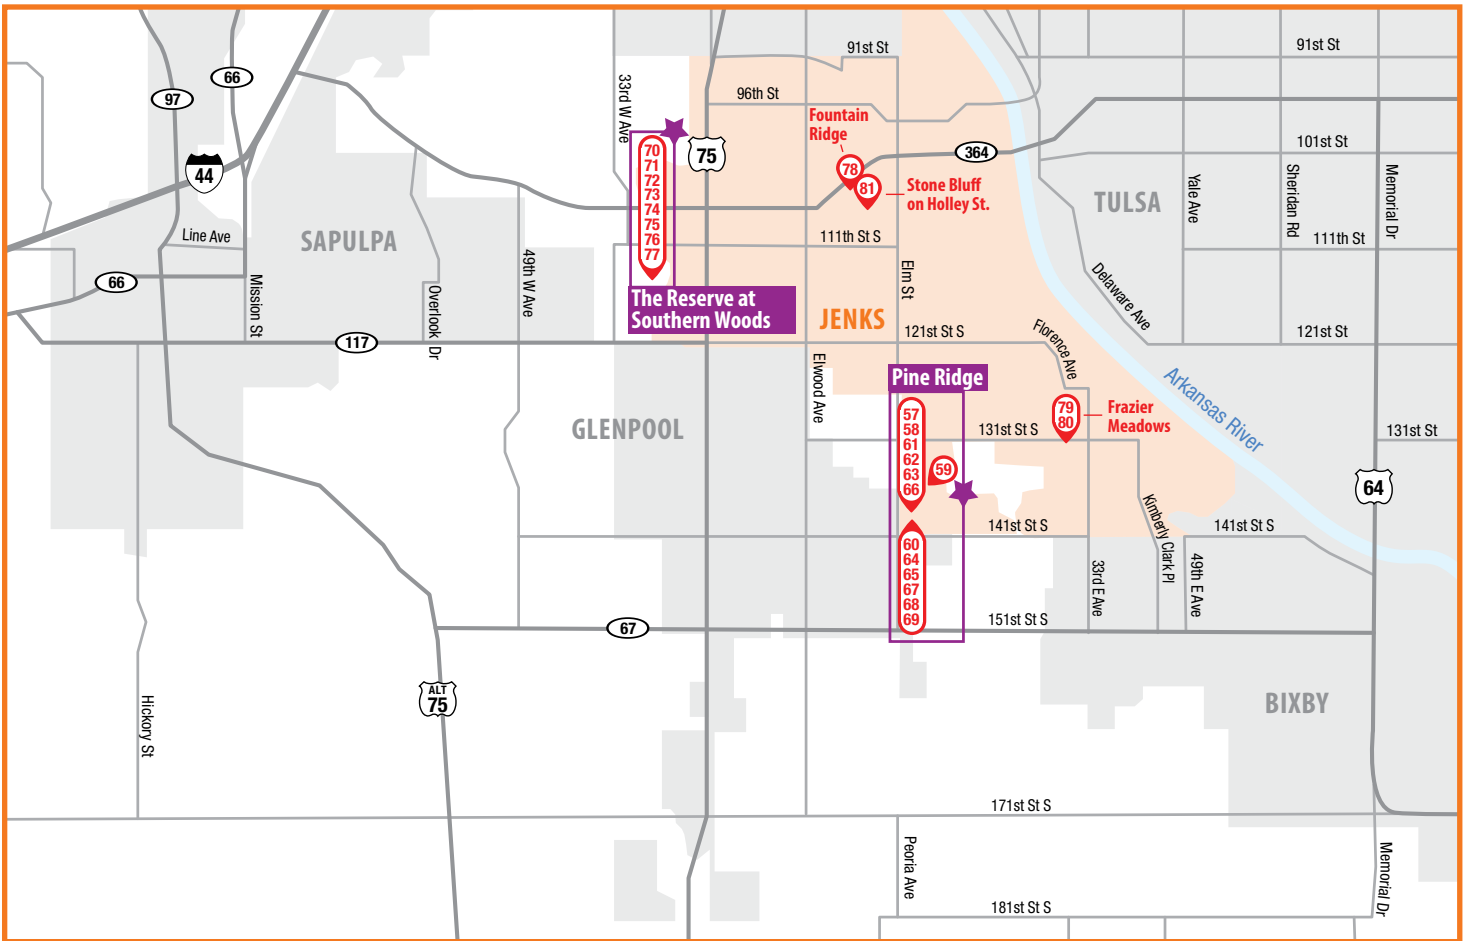 91st St
91st St
66
97
33rd W Ave
96th St
Fountain
Ridge
75
364
101st St
44
70
71
72
73
74
75
76
77
78
81
Stone Bluff
on Holley St.
Yale Ave
Sheridan Rd
Memorial Dr
TULSA
Line Ave
SAPULPA
111th St S
111th St
66
Mission St
Overlook Dr
49th W Ave
Elm St
Delaware Ave
The Reserve at
Southern Woods
JENKS
117
121st St S
Florence Ave
121st St
Elwood Ave
Pine Ridge
Arkansas River
GLENPOOL
57
58
61
62
63
66
59
131st St S
79
80
Frazier
Meadows
131st St
64
141st St S
Kimberly Clark Pl
141st St S
60
64
65
67
68
69
33rd E Ave
49th E Ave
67
151st St S
ALT
75
BIXBY
Hickory St
171st St S
Peoria Ave
Memorial Dr
181st St S